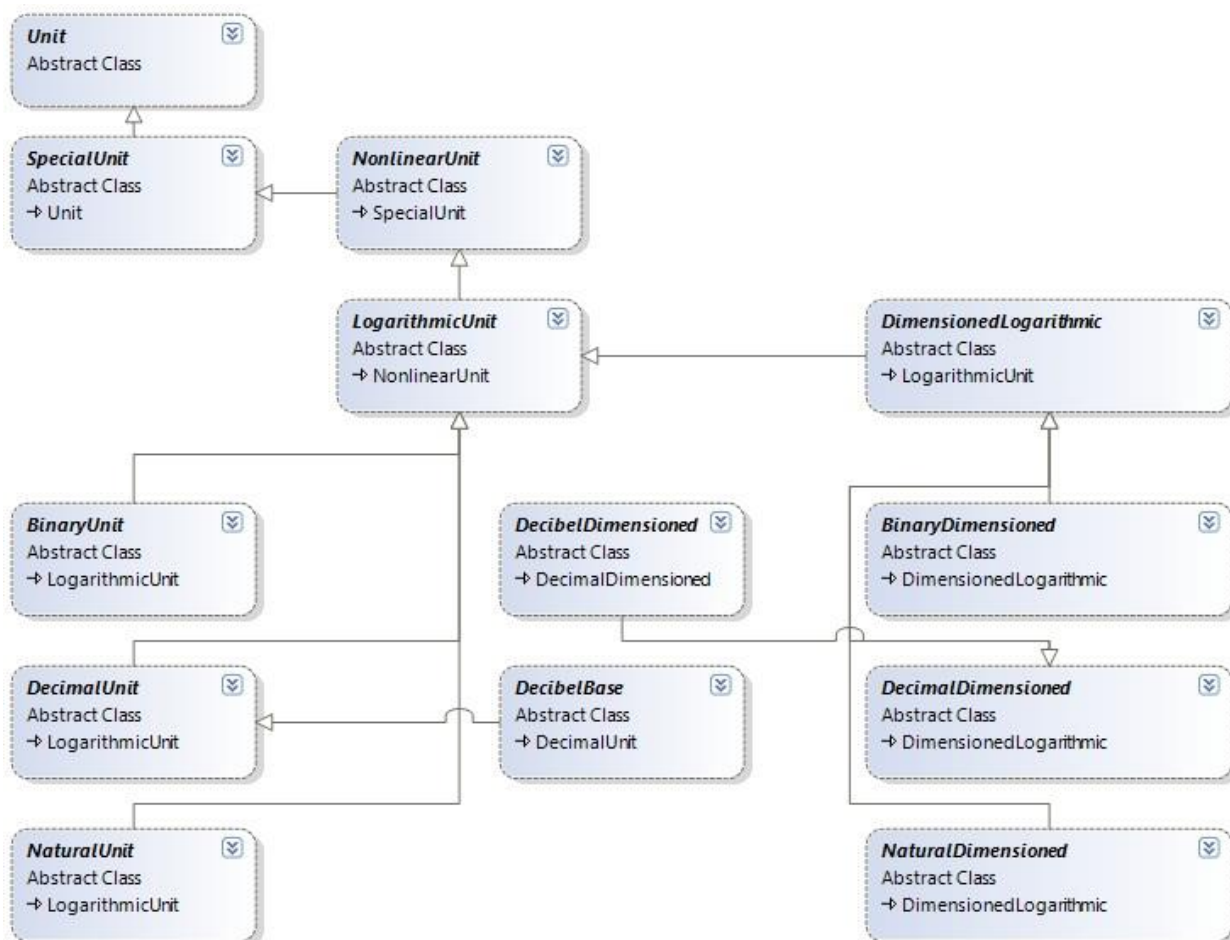 Unit
Abstract Class
SpecialUnit
Abstract Class
Unit
NonlinearUnit
Abstract Class
SpecialUnit
LogarithmicUnit
Abstract Class
NonlinearUnit
DimensionedLogarithmic
Abstract Class
LogarithmicUnit
BinaryUnit
Abstract Class
LogarithmicUnit
DecibelDimensioned
Abstract Class
DecimalDimensioned
BinaryDimensioned
Abstract Class
DimensionedLogarithmic
DecimalUnit
Abstract Class
LogarithmicUnit
DecibelBase
Abstract Class
DecimalUnit
DecimalDimensioned
Abstract Class
DimensionedLogarithmic
NaturalUnit
Abstract Class
LogarithmicUnit
NaturalDimensioned
Abstract Class
DimensionedLogarithmic